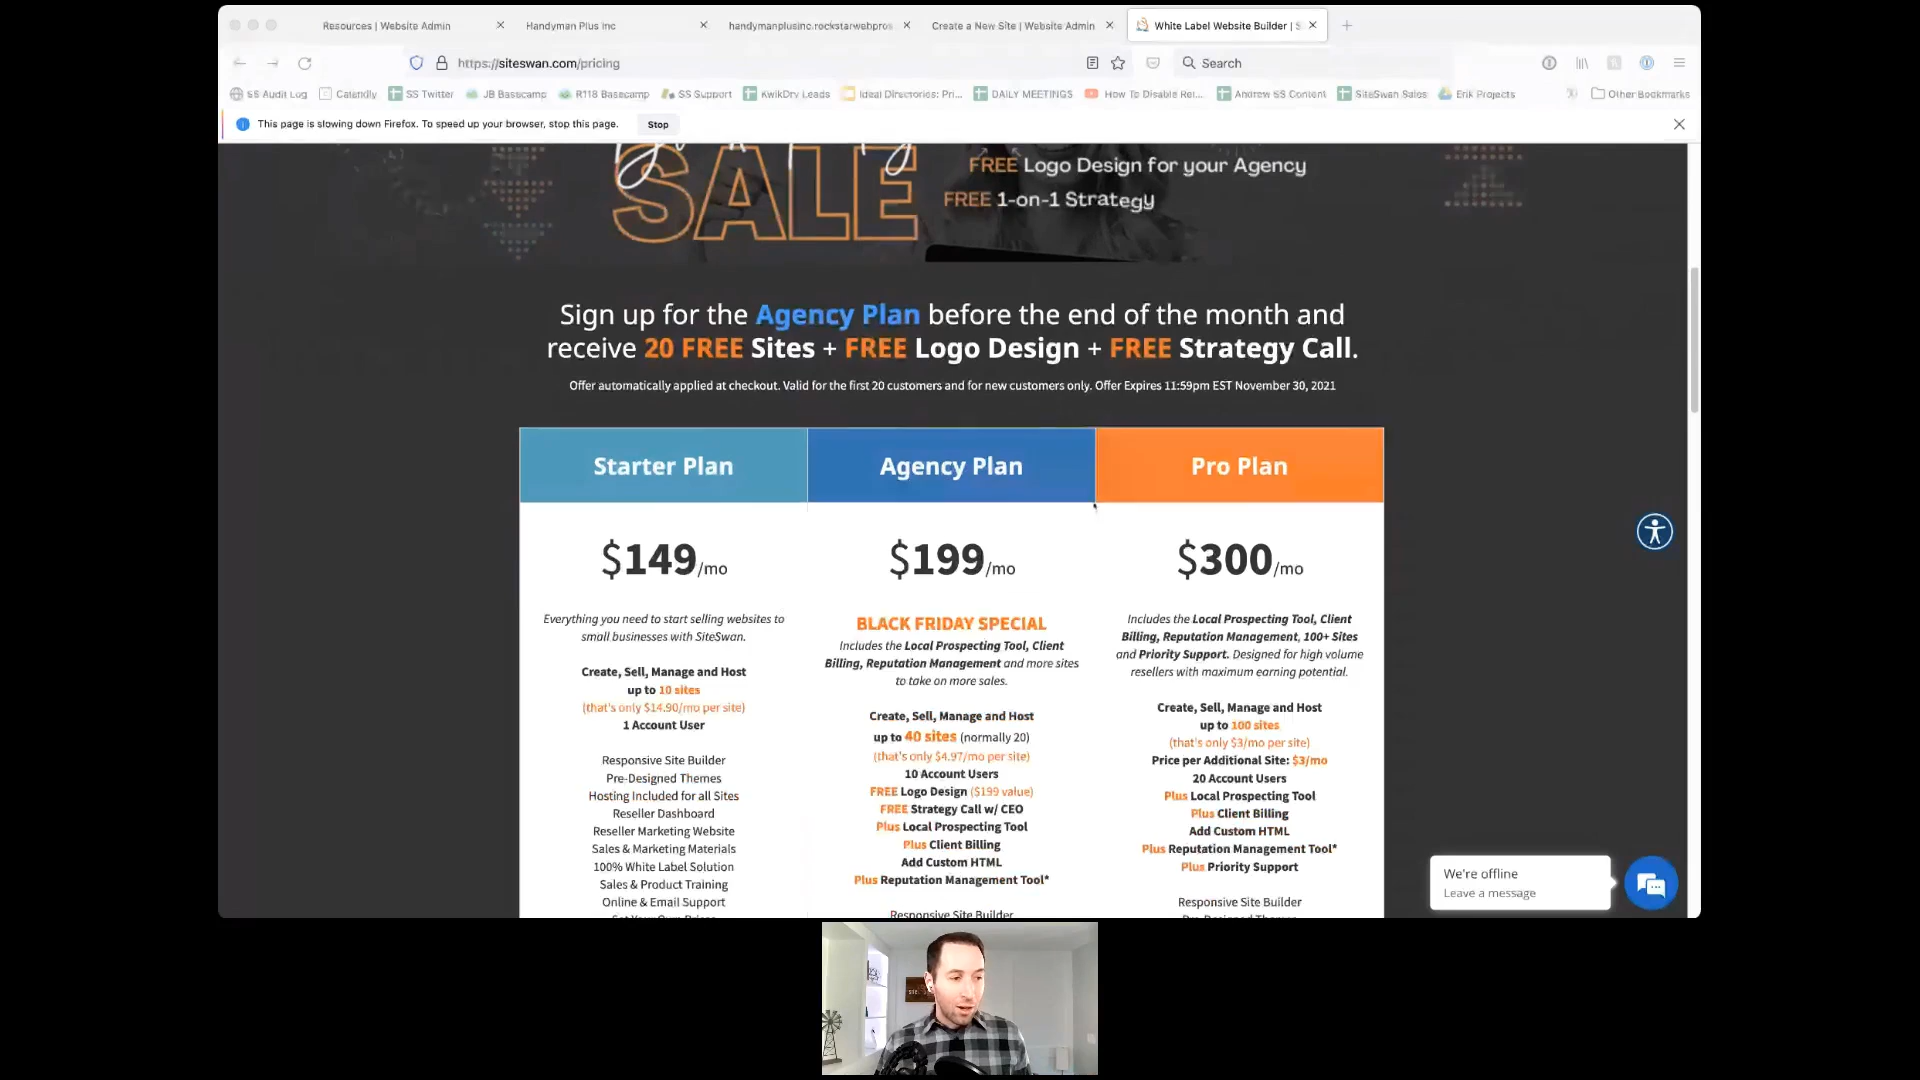 Resources | Website Admin
Handyman Plus Inc
handymanplusinc.rockstarwebpros
Create a New Site | Website Admin
White Label Website Builder | S
https://siteswan.com/pricing
Search
SS Audit Log
Calendly
SS Twitter
JB Basecamp
R118 Basecamp
SS Support
KwikDry Leads
Ideal Directories: Pri...
DAILY MEETINGS
How To Disable Rei...
Andrew SS Content
SiteSwan Sales
Erik Projects
Other Bookmarks
This page is slowing down Firefox. To speed up your browser, stop this page.
Stop
SALE
FREE Logo Design for your Agency
FREE 1-on-1 Strategy
Sign up for the Agency Plan before the end of the month and
receive 20 FREE Sites + FREE Logo Design + FREE Strategy Call.
Offer automatically applied at checkout. Valid for the first 20 customers and for new customers only. Offer Expires 11:59pm EST November 30, 2021
Starter Plan
$149/mo
Everything you need to start selling websites to
small businesses with SiteSwan.
Create, Sell, Manage and Host
up to 10 sites
(that's only $14.90/mo per site)
1 Account User
Responsive Site Builder
Pre-Designed Themes
Hosting Included for all Sites
Reseller Dashboard
Reseller Marketing Website
Sales & Marketing Materials
100% White Label Solution
Sales & Product Training
Online & Email Support
Set Your Own Prices
Agency Plan
$199/mo
BLACK FRIDAY SPECIAL
Includes the Local Prospecting Tool, Client
Billing, Reputation Management and more sites
to take on more sales.
Create, Sell, Manage and Host
up to 40 sites (normally 20)
(that's only $4.97/mo per site)
10 Account Users
FREE Logo Design ($199 value)
FREE Strategy Call w/ CEO
Plus Local Prospecting Tool
Plus Client Billing
Add Custom HTML
Plus Reputation Management Tool*
Responsive Site Builder
Pro Plan
$300/mo
Includes the Local Prospecting Tool, Client
Billing, Reputation Management, 100+ Sites
and Priority Support. Designed for high volume
resellers with maximum earning potential.
Create, Sell, Manage and Host
up to 100 sites
(that's only $3/mo per site)
Price per Additional Site: $3/mo
20 Account Users
Plus Local Prospecting Tool
Plus Client Billing
Add Custom HTML
Plus Reputation Management Tool*
Plus Priority Support
Responsive Site Builder
We're offline
Leave a message